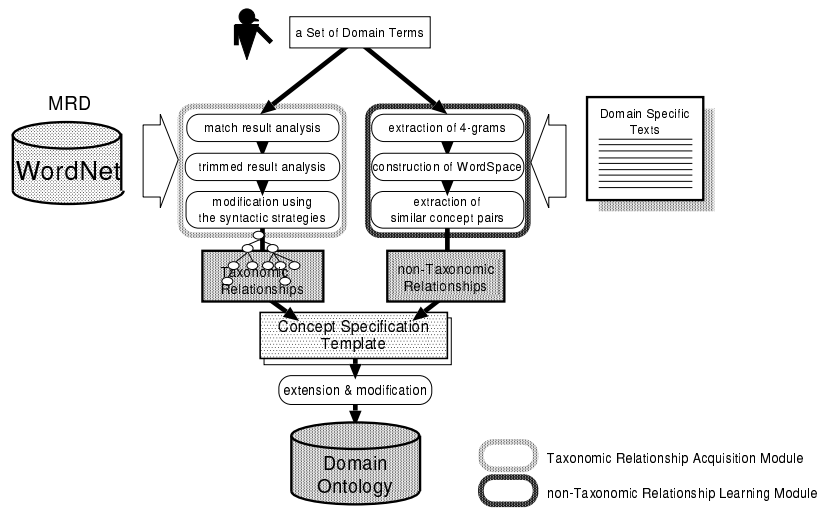 a Set of Domain Terms
MRD
WordNet
match result analysis
trimmed result analysis
modification using
the syntactic strategies
extraction of 4-grams
construction of WordSpace
extraction of
similar concept pairs
Domain Specific
Texts
Taxonomic
Relationships
non-Taxonomic
Relationships
Concept Specification
Template
extension & modification
Domain
Ontology
Taxonomic Relationship Acquisition Module
non-Taxonomic Relationship Learning Module